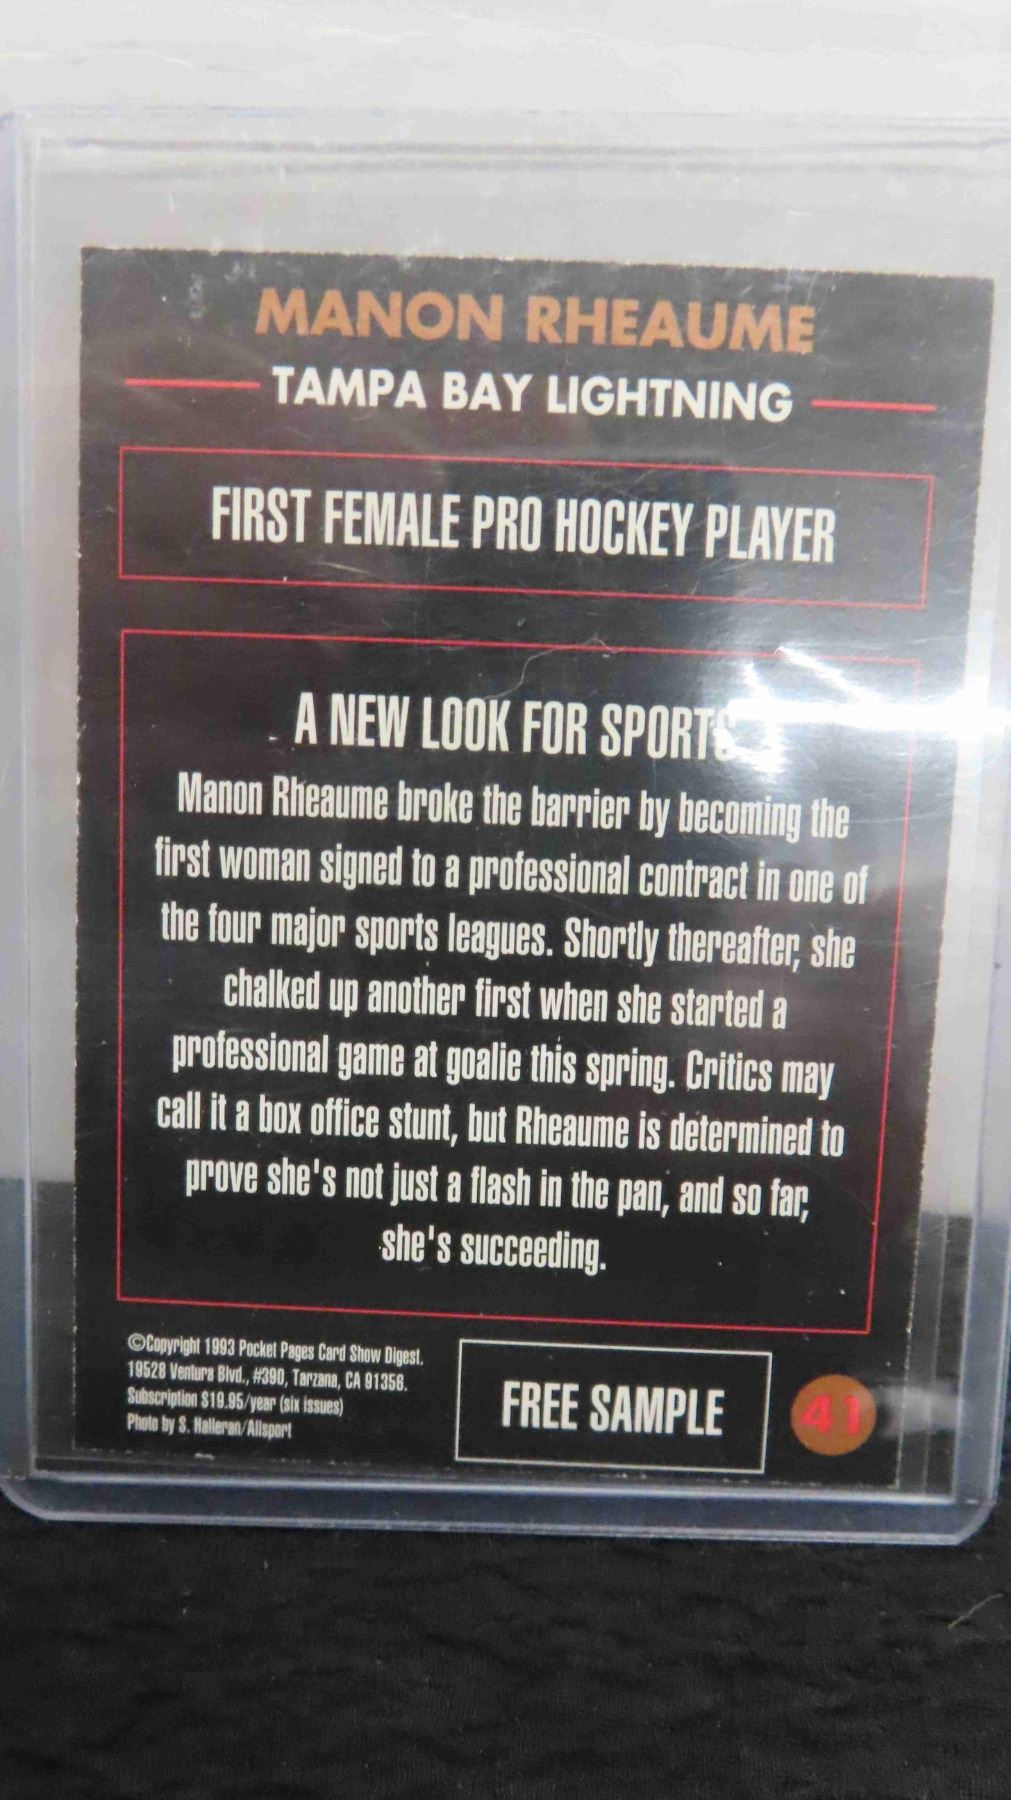 MANON RHEAUME
TAMPA BAY LIGHTNING
FIRST FEMALE PRO HOCKEY PLAYER
A NEW LOOK FOR SPORTS
Manon Rheaume broke the barrier by becoming the
first woman signed to a professional contract in one of
the four major sports leagues. Shortly thereafter, she
chalked up another first when she started a
professional game at goalie this spring. Critics may
call it a box office stunt, but Rheaume is determined to
prove she's not just a flash in the pan, and so far,
she's succeeding.
©Copyright 1993 Pocket Pages Card Show Digest.
19528 Ventura Blvd., #390, Tarzana, CA 91356.
Subscription $19.95/year (six issues)
Photo by S. Halleran/Allsport
FREE SAMPLE
41